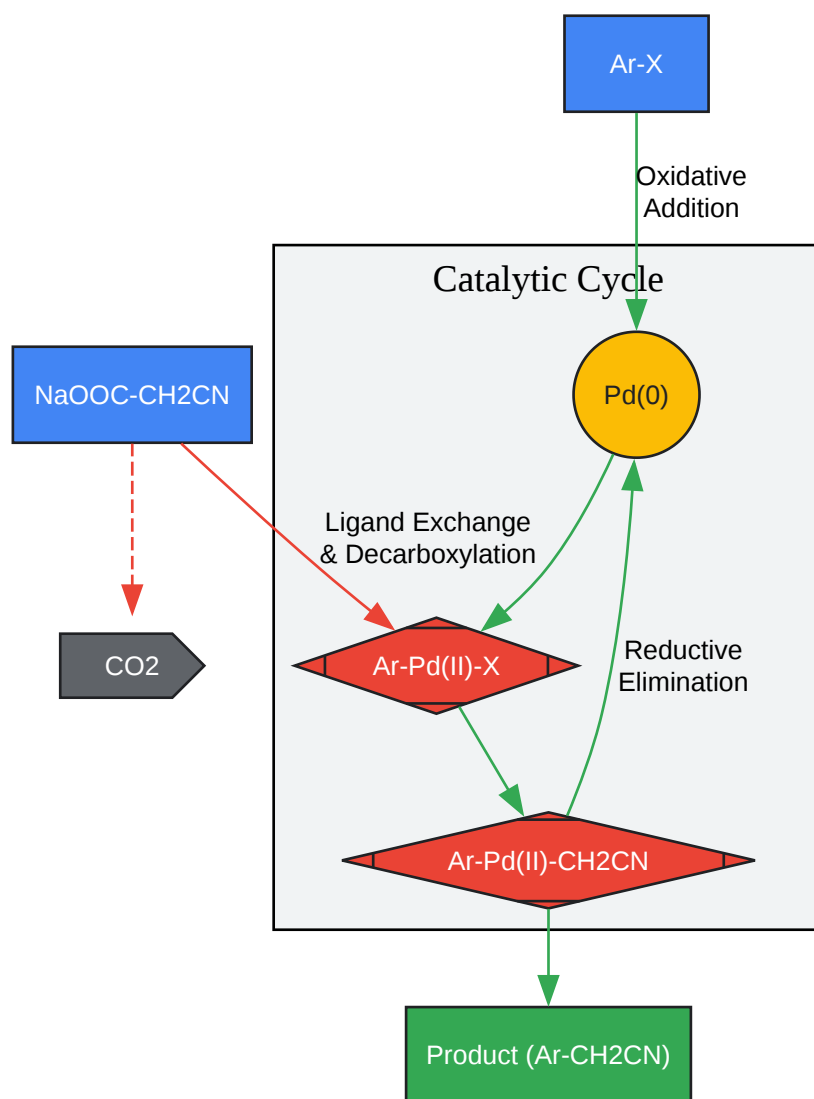 Ar-X
Oxidative
Addition
Catalytic Cycle
NaOOC-CH2CN
Pd(0)
Ligand Exchange
& Decarboxylation
CO2
Ar-Pd(II)-X
Reductive
Elimination
Ar-Pd(II)-CH2CN
Product (Ar-CH2CN)